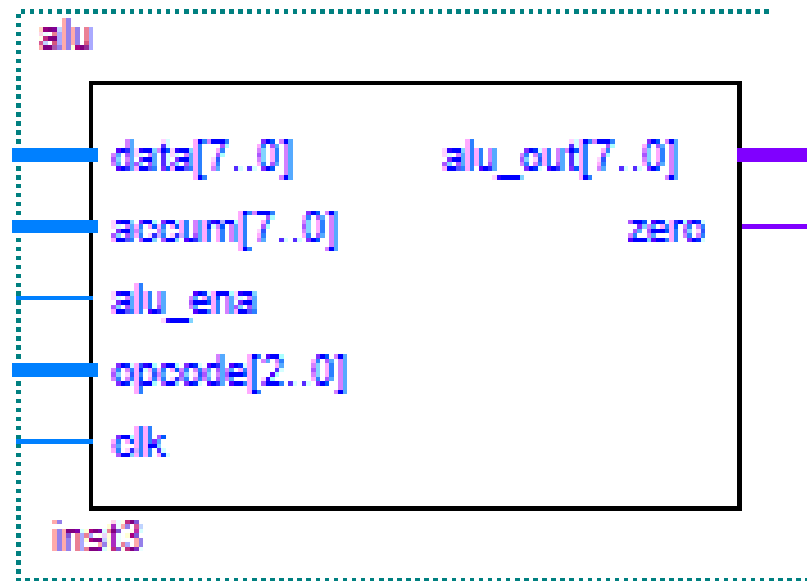 alu
data[7..0] alu_out[7..0]
accum[7..0] zero
alu_ena
opcode[2..0]
clk
inst3